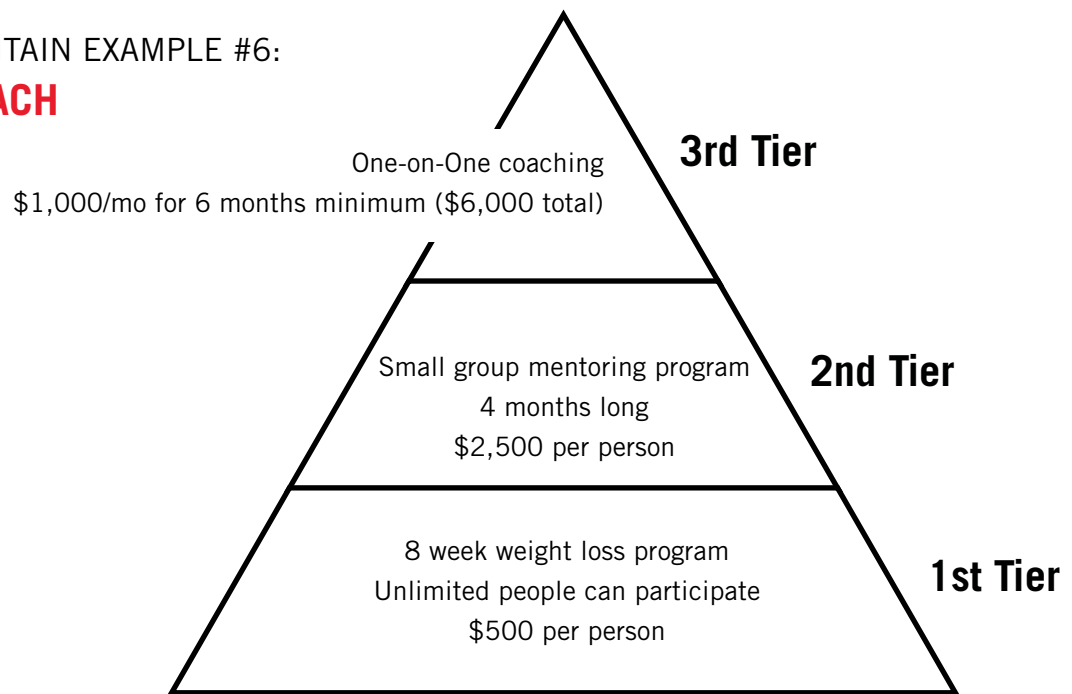 TAIN EXAMPLE #6:
ACH
3rd Tier
One-on-One coaching
$1,000/mo for 6 months minimum ($6,000 total)
2nd Tier
Small group mentoring program
4 months long
$2,500 per person
1st Tier
8 week weight loss program
Unlimited people can participate
$500 per person